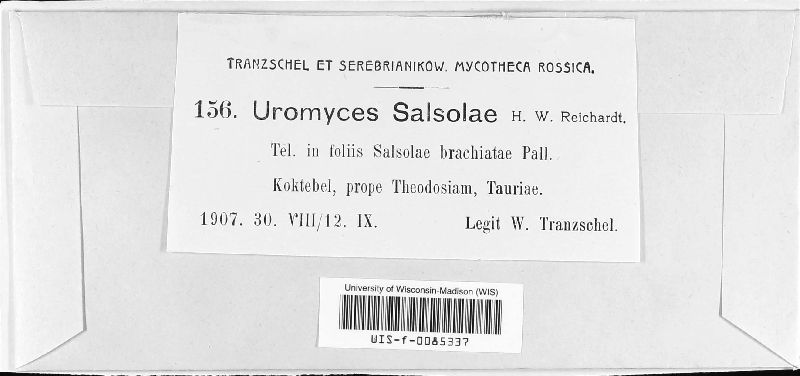 TRANZSCHEL ET SEREBRIANIKOW. MYCOTHECA ROSSICA.
156. Uromyces Salsolae H. W. Reichardt.
Tel. in foliis Salsolae brachiatae Pall.
Koktebel, prope Theodosiam, Tauriae.
1907. 30. VIII/12. IX. Legit W. Tranzschel.
University of Wisconsin-Madison (WIS)
WIS-f-0085337